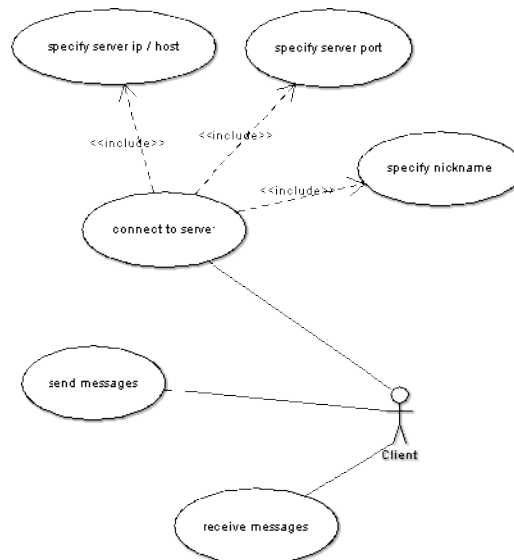 specify server ip / host
specify server port
<<include>>
<<include>>
<<include>>
specify nickname
connect to server
send messages
Client
receive messages